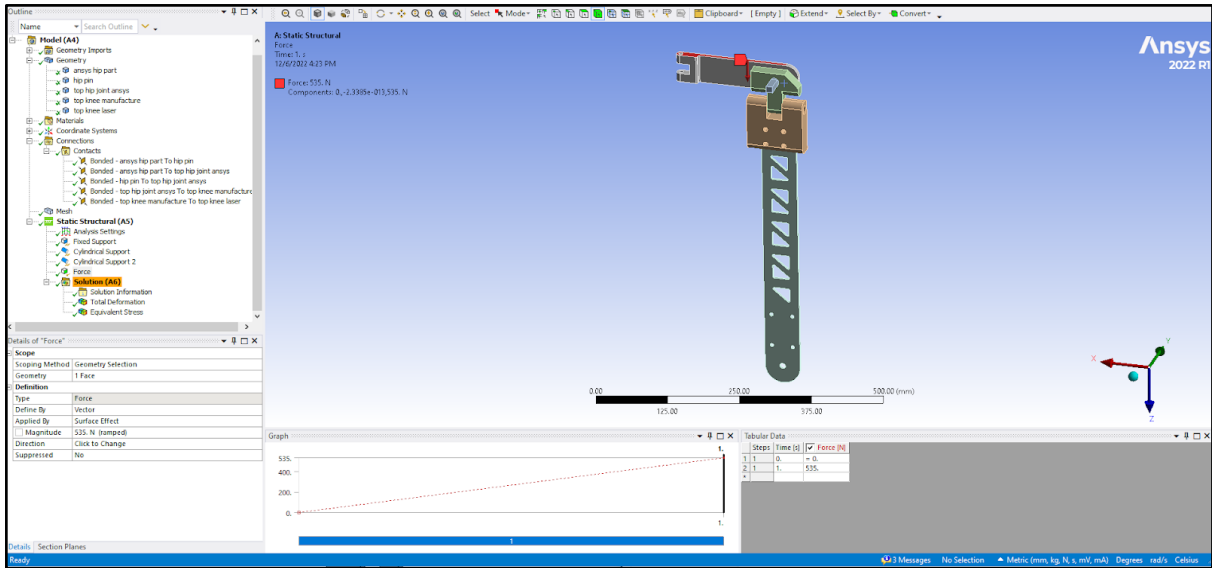 Outline
Name Search Outline
Model (A4)
Geometry Imports
Geometry
ansys hip part
hip pin
top hip joint ansys
top knee manufacture
top knee laser
Materials
Coordinate Systems
Connections
Contacts
Bonded - ansys hip part To hip pin
Bonded - ansys hip part To top hip joint ansys
Bonded - hip pin To top hip joint ansys
Bonded - top hip joint ansys To top knee manufacture
Bonded - top knee manufacture To top knee laser
Mesh
Static Structural (A5)
Analysis Settings
Fixed Support
Cylindrical Support
Cylindrical Support 2
Force
Solution (A6)
Solution Information
Total Deformation
Equivalent Stress
Details of "Force"
Scope
Scoping Method Geometry Selection
Geometry 1 Face
Definition
Type Force
Define By Vector
Applied By Surface Effect
Magnitude 535. N (ramped)
Direction Click to Change
Suppressed No
Details Section Planes
Ready
Select Mode Clipboard [ Empty ] Extend Select By Convert
A: Static Structural
Force
Time: 1. s
12/6/2022 4:23 PM
Force: 535. N
Components: 0.,-2.3385e-013,535. N
Ansys
2022 R1
X Y Z
0.00 250.00 500.00 (mm)
125.00 375.00
Graph
1.
535.
400.
200.
0.
1.
1
Tabular Data
Steps Time [s] Force [N]
1 1 0. = 0.
2 1 1. 535.
*
3 Messages No Selection Metric (mm, kg, N, s, mV, mA) Degrees rad/s Celsius